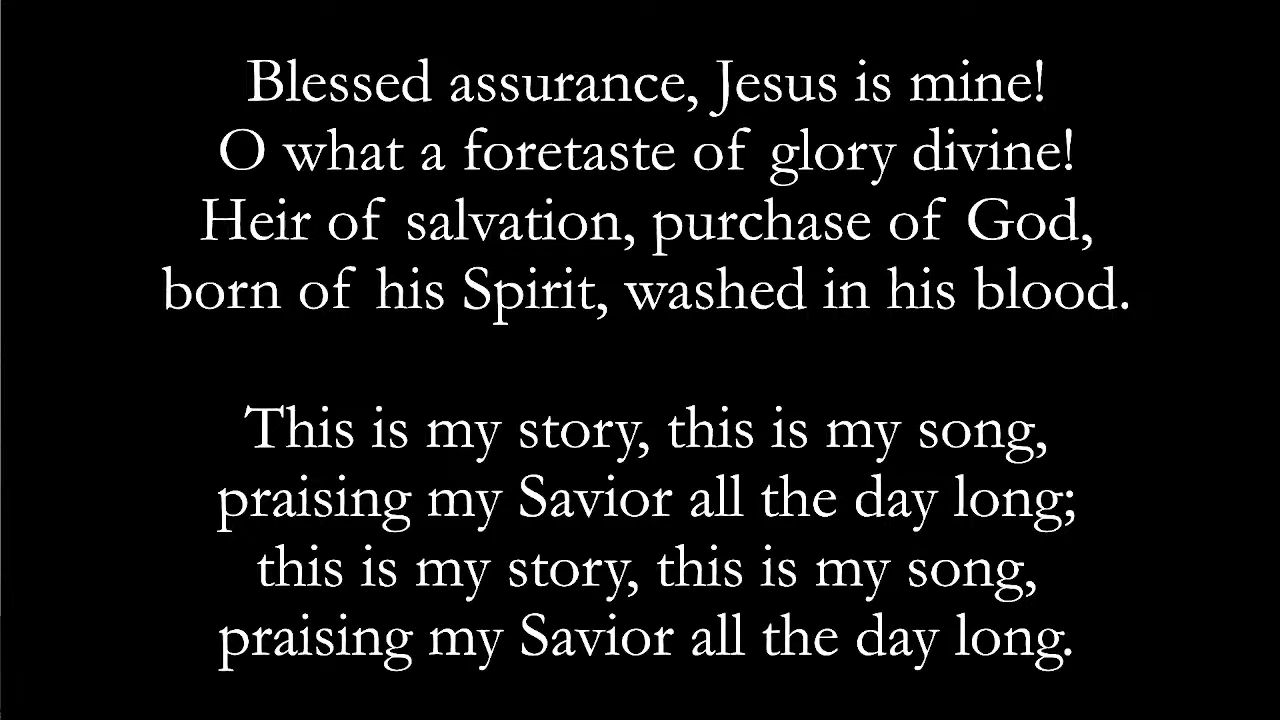 Blessed assurance, Jesus is mine!
O what a foretaste of glory divine!
Heir of salvation, purchase of God,
born of his Spirit, washed in his blood.
This is my story, this is my song,
praising my Savior all the day long;
this is my story, this is my song,
praising my Savior all the day long.